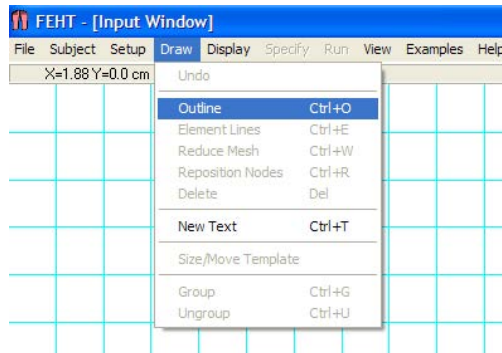 FEHT - [Input Window]
File Subject Setup Draw Display Specify Run View Examples Help
X=1.88 Y=0.0 cm
Undo
Outline Ctrl+O
Element Lines Ctrl+E
Reduce Mesh Ctrl+W
Reposition Nodes Ctrl+R
Delete Del
New Text Ctrl+T
Size/Move Template
Group Ctrl+G
Ungroup Ctrl+U